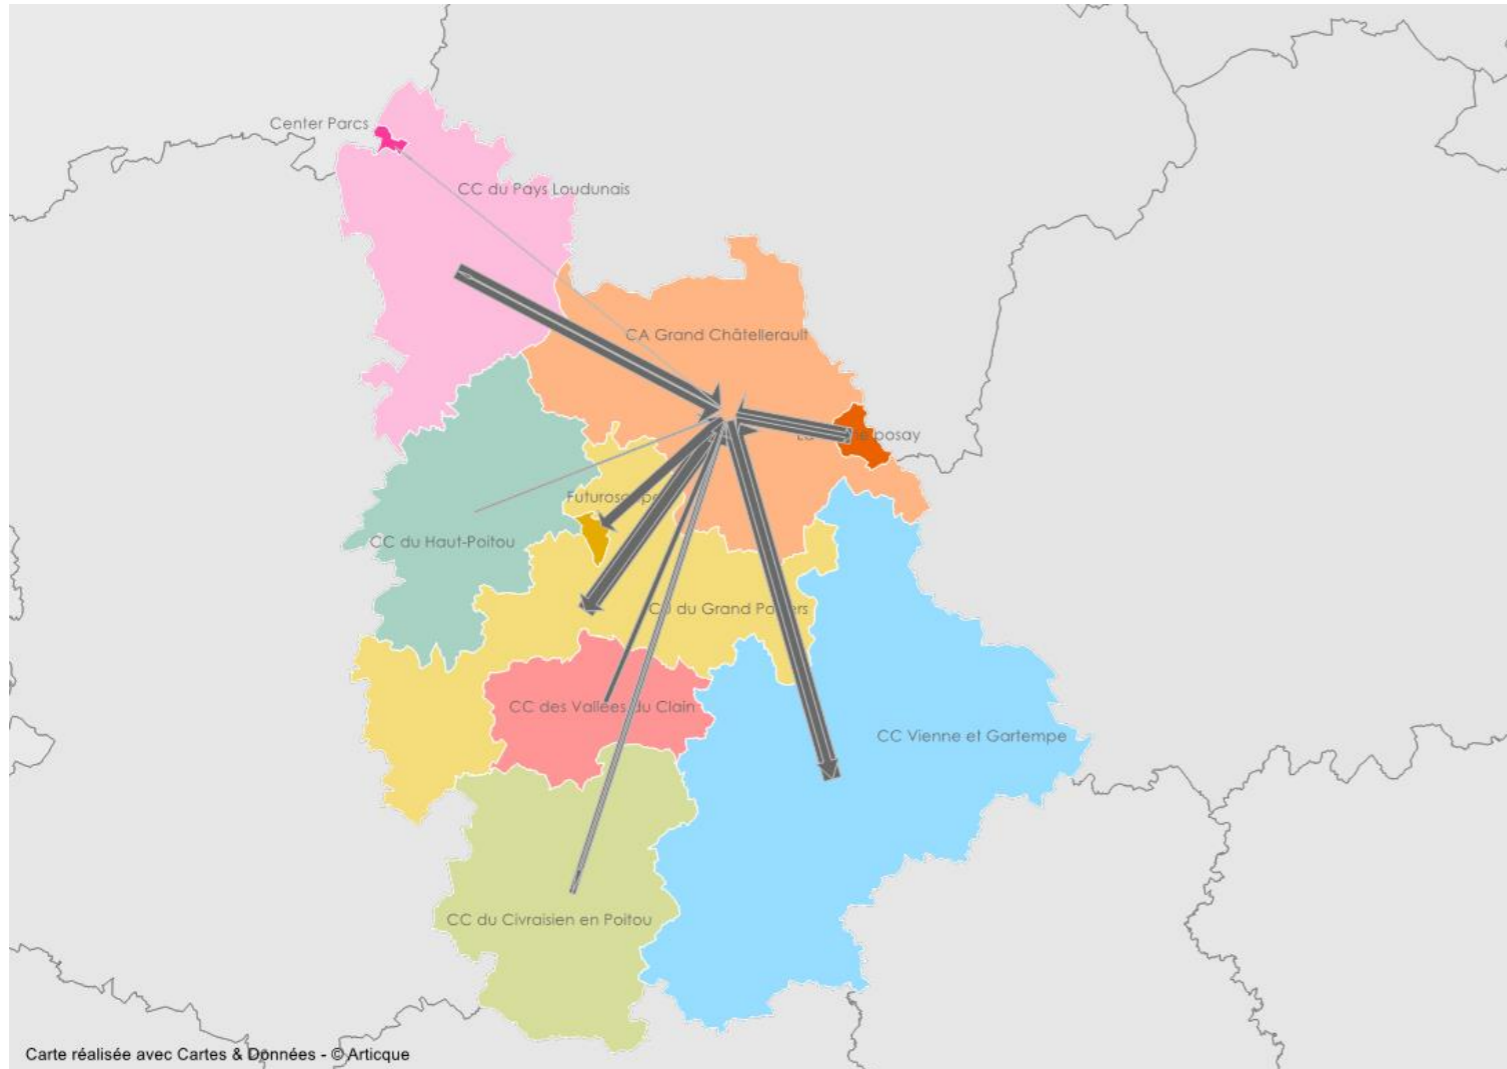 Center Parcs
CC du Pays Loudunais
CA Grand Châtellerault
posay
CC du Haut-Poitou
CC des Vallées du Clain
CC Vienne et Gartempe
CC du Civraisien en Poitou
Carte réalisée avec Cartes & Données - © Articque